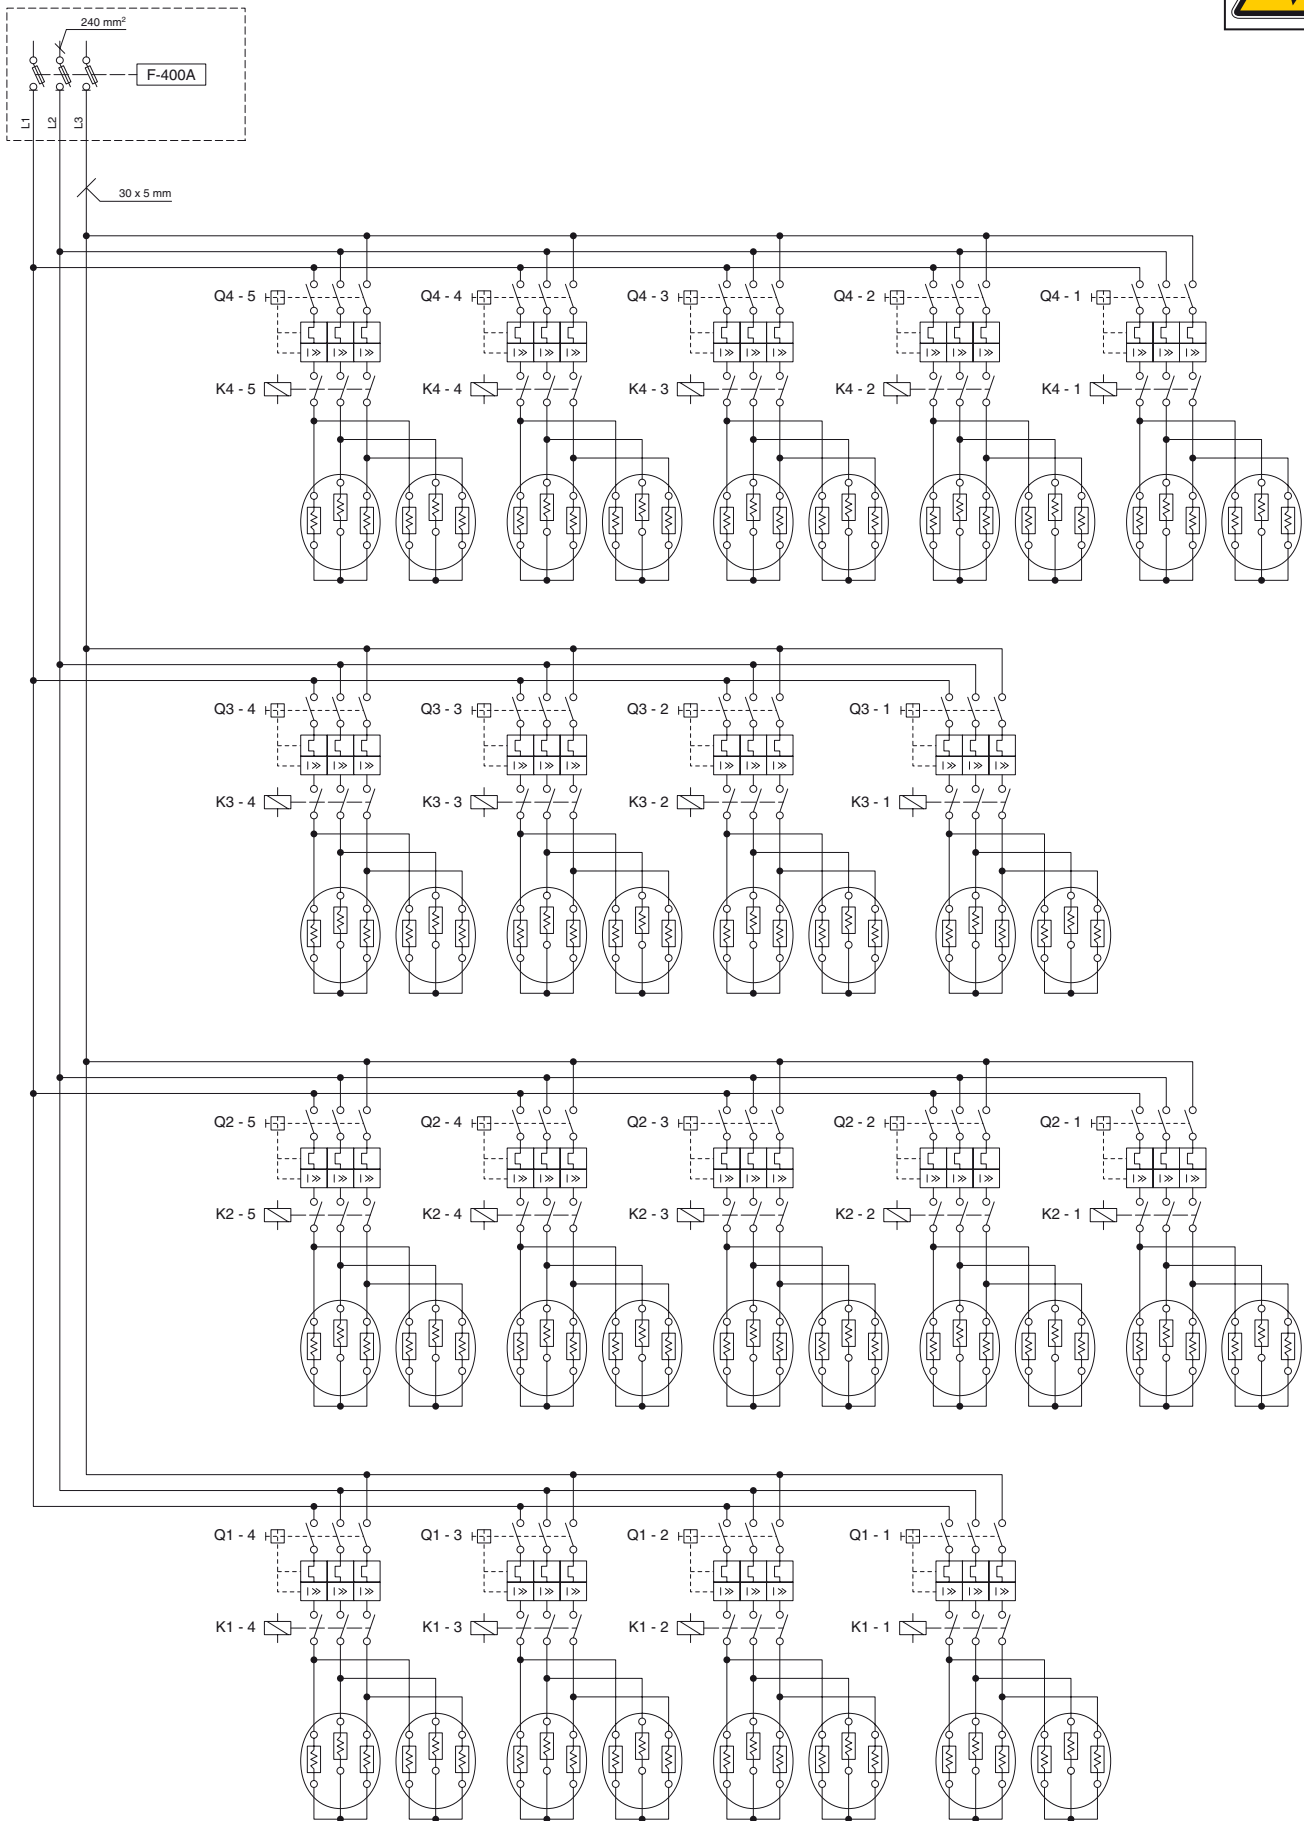 240 mm²
F-400A
L1 L2 L3
30 x 5 mm
Q4 - 5 Q4 - 4 Q4 - 3 Q4 - 2 Q4 - 1
I≫ I≫ I≫ I≫ I≫ I≫ I≫ I≫ I≫ I≫ I≫ I≫ I≫ I≫ I≫
K4 - 5 K4 - 4 K4 - 3 K4 - 2 K4 - 1
Q3 - 4 Q3 - 3 Q3 - 2 Q3 - 1
I≫ I≫ I≫ I≫ I≫ I≫ I≫ I≫ I≫ I≫ I≫ I≫
K3 - 4 K3 - 3 K3 - 2 K3 - 1
Q2 - 5 Q2 - 4 Q2 - 3 Q2 - 2 Q2 - 1
I≫ I≫ I≫ I≫ I≫ I≫ I≫ I≫ I≫ I≫ I≫ I≫ I≫ I≫ I≫
K2 - 5 K2 - 4 K2 - 3 K2 - 2 K2 - 1
Q1 - 4 Q1 - 3 Q1 - 2 Q1 - 1
I≫ I≫ I≫ I≫ I≫ I≫ I≫ I≫ I≫ I≫ I≫ I≫
K1 - 4 K1 - 3 K1 - 2 K1 - 1